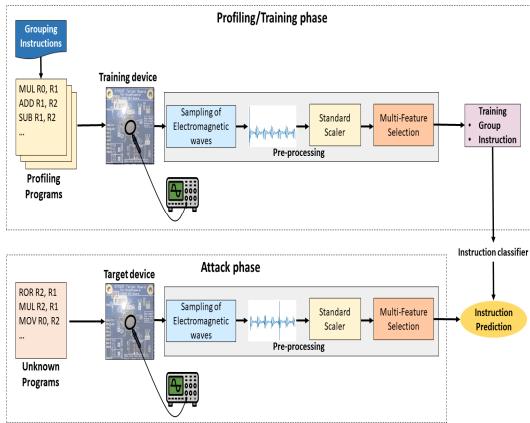 Profiling/Training phase
Grouping
Instructions
MUL R0, R1
ADD R1, R2
SUB R1, R2
...
Profiling
Programs
Training device
Sampling of
Electromagnetic
waves
Standard
Scaler
Multi-Feature
Selection
Pre-processing
Training
• Group
• Instruction
Instruction classifier
Attack phase
ROR R2, R1
MUL R2, R1
MOV R0, R2
...
Unknown
Programs
Target device
Sampling of
Electromagnetic
waves
Standard
Scaler
Multi-Feature
Selection
Pre-processing
Instruction
Prediction